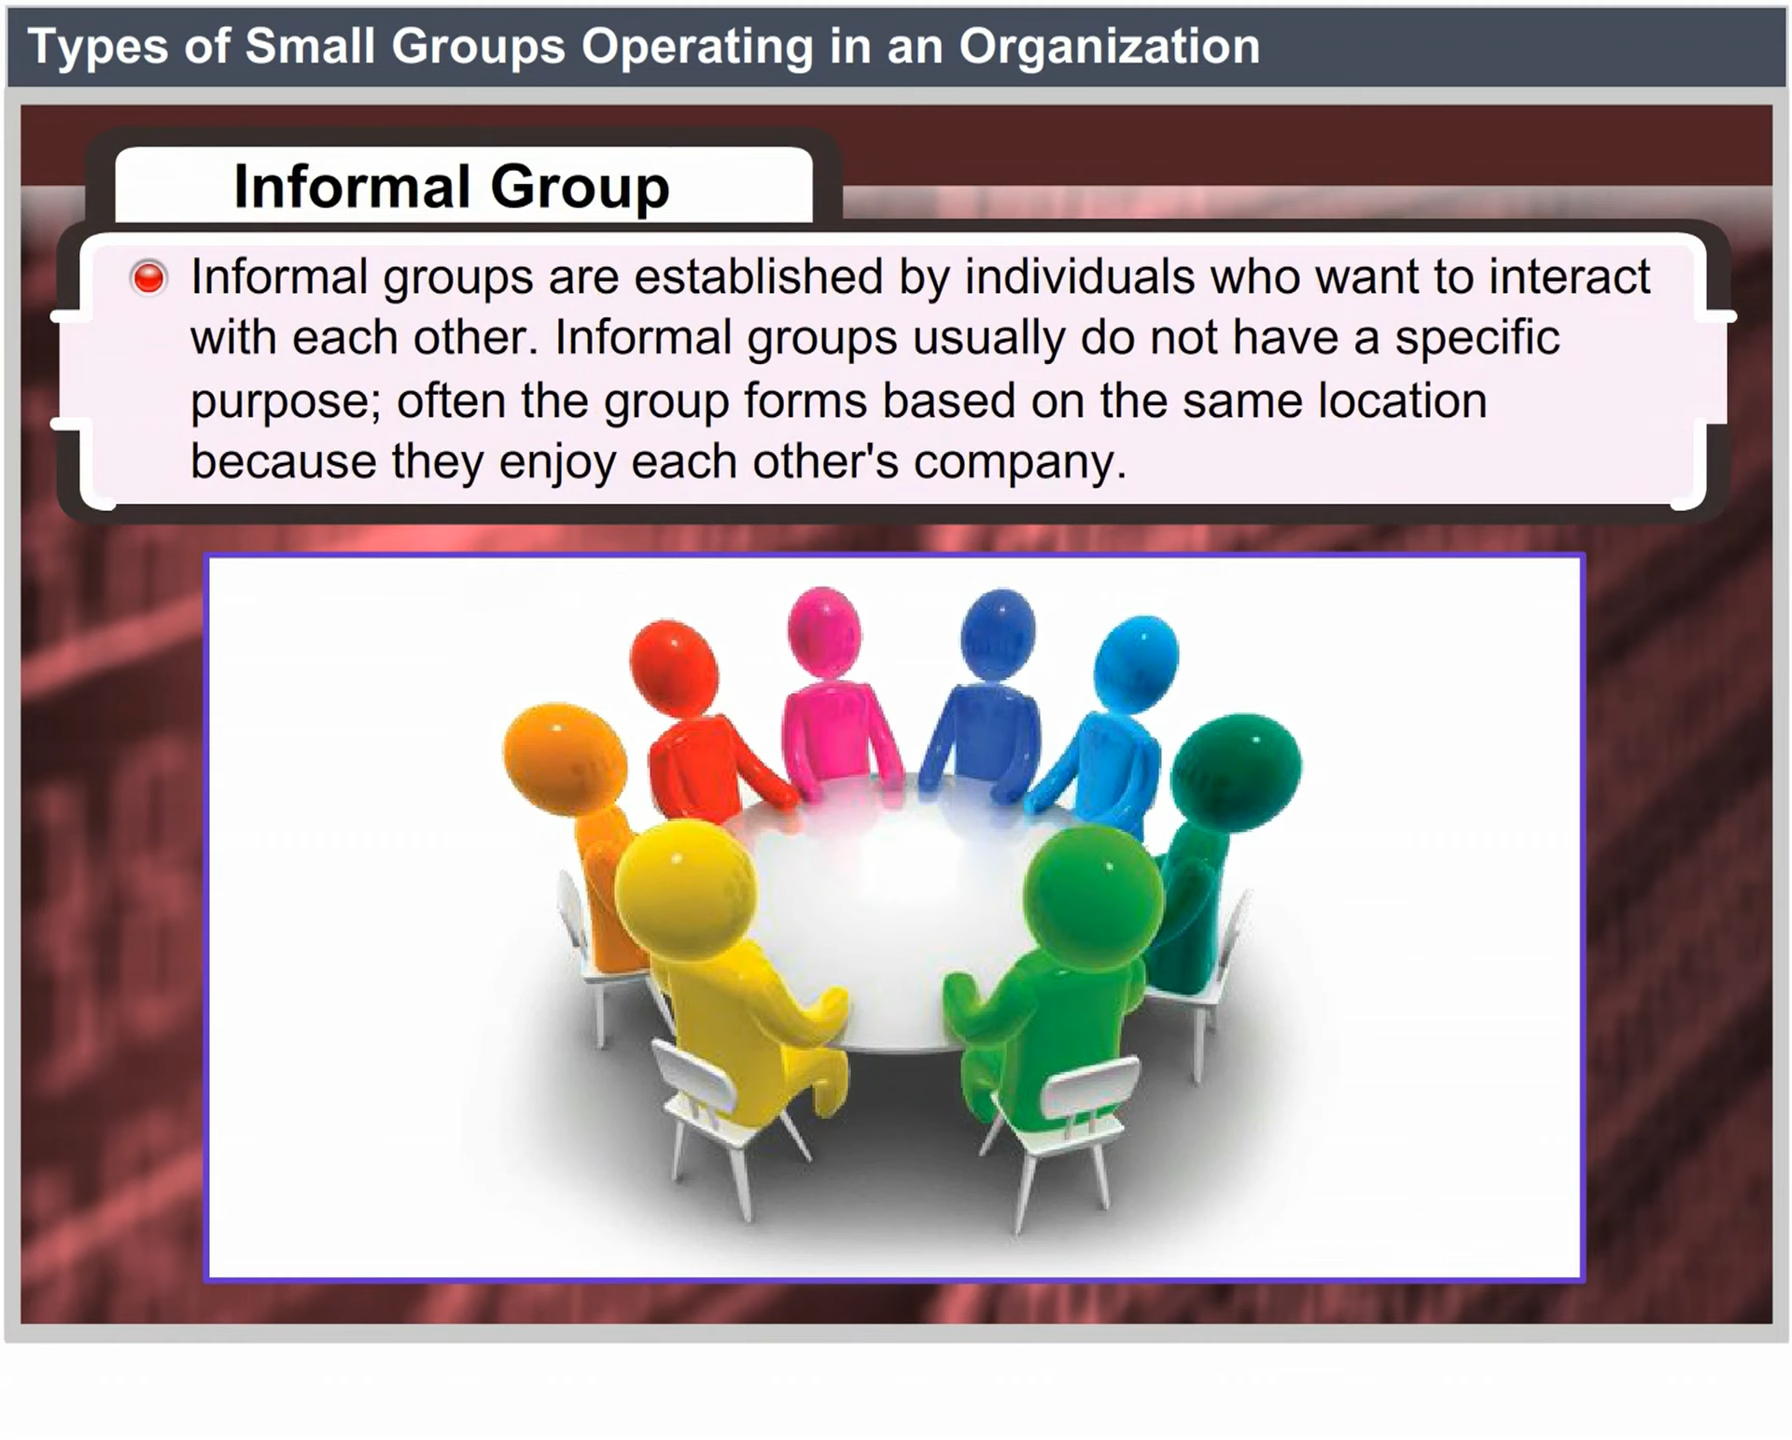 Types of Small Groups Operating in an Organization
Informal Group
Informal groups are established by individuals who want to interact
with each other. Informal groups usually do not have a specific
purpose; often the group forms based on the same location
because they enjoy each other's company.